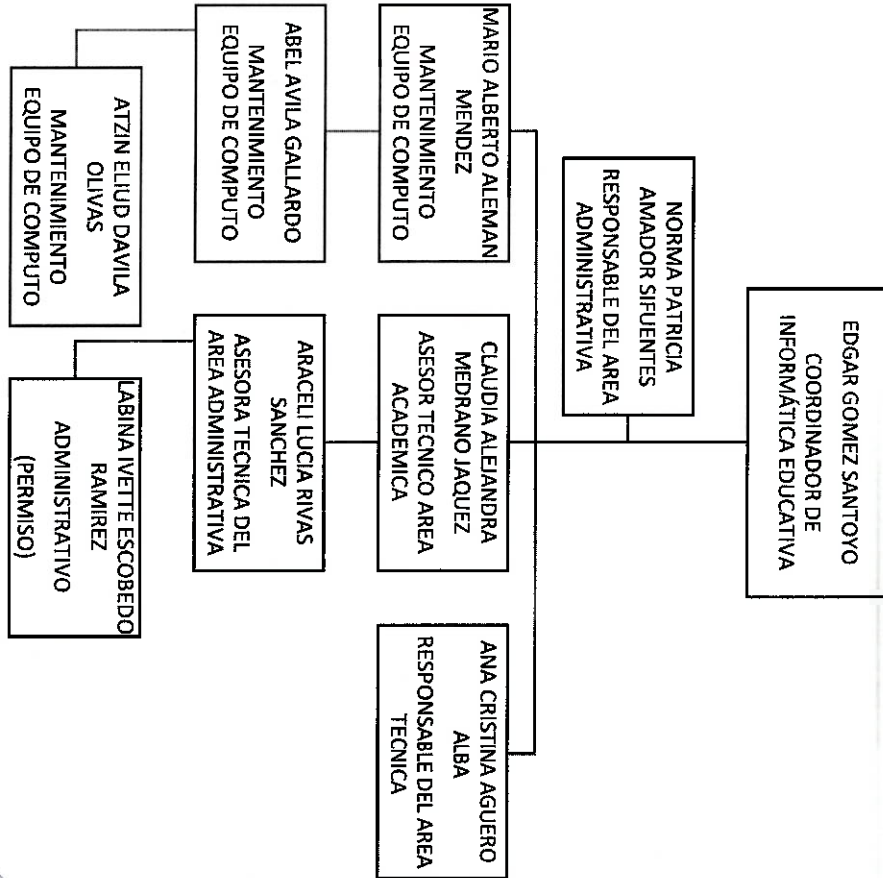 EDGAR GOMEZ SANTOYO
COORDINADOR DE
INFORMÁTICA EDUCATIVA
NORMA PATRICIA
AMADOR SIFUENTES
RESPONSABLE DEL AREA
ADMINISTRATIVA
MARIO ALBERTO ALEMAN
MENDEZ
MANTENIMIENTO
EQUIPO DE COMPUTO
CLAUDIA ALEJANDRA
MEDRANO JAQUEZ
ASESOR TECNICO AREA
ACADEMICA
ANA CRISTINA AGUERO
ALBA
RESPONSABLE DEL AREA
TECNICA
ABEL AVILA GALLARDO
MANTENIMIENTO
EQUIPO DE COMPUTO
ARACELI LUCIA RIVAS
SANCHEZ
ASESORA TECNICA DEL
AREA ADMINISTRATIVA
ATZIN ELIUD DAVILA
OLIVAS
MANTENIMIENTO
EQUIPO DE COMPUTO
LABINA IVETTE ESCOBEDO
RAMIREZ
ADMINISTRATIVO
(PERMISO)